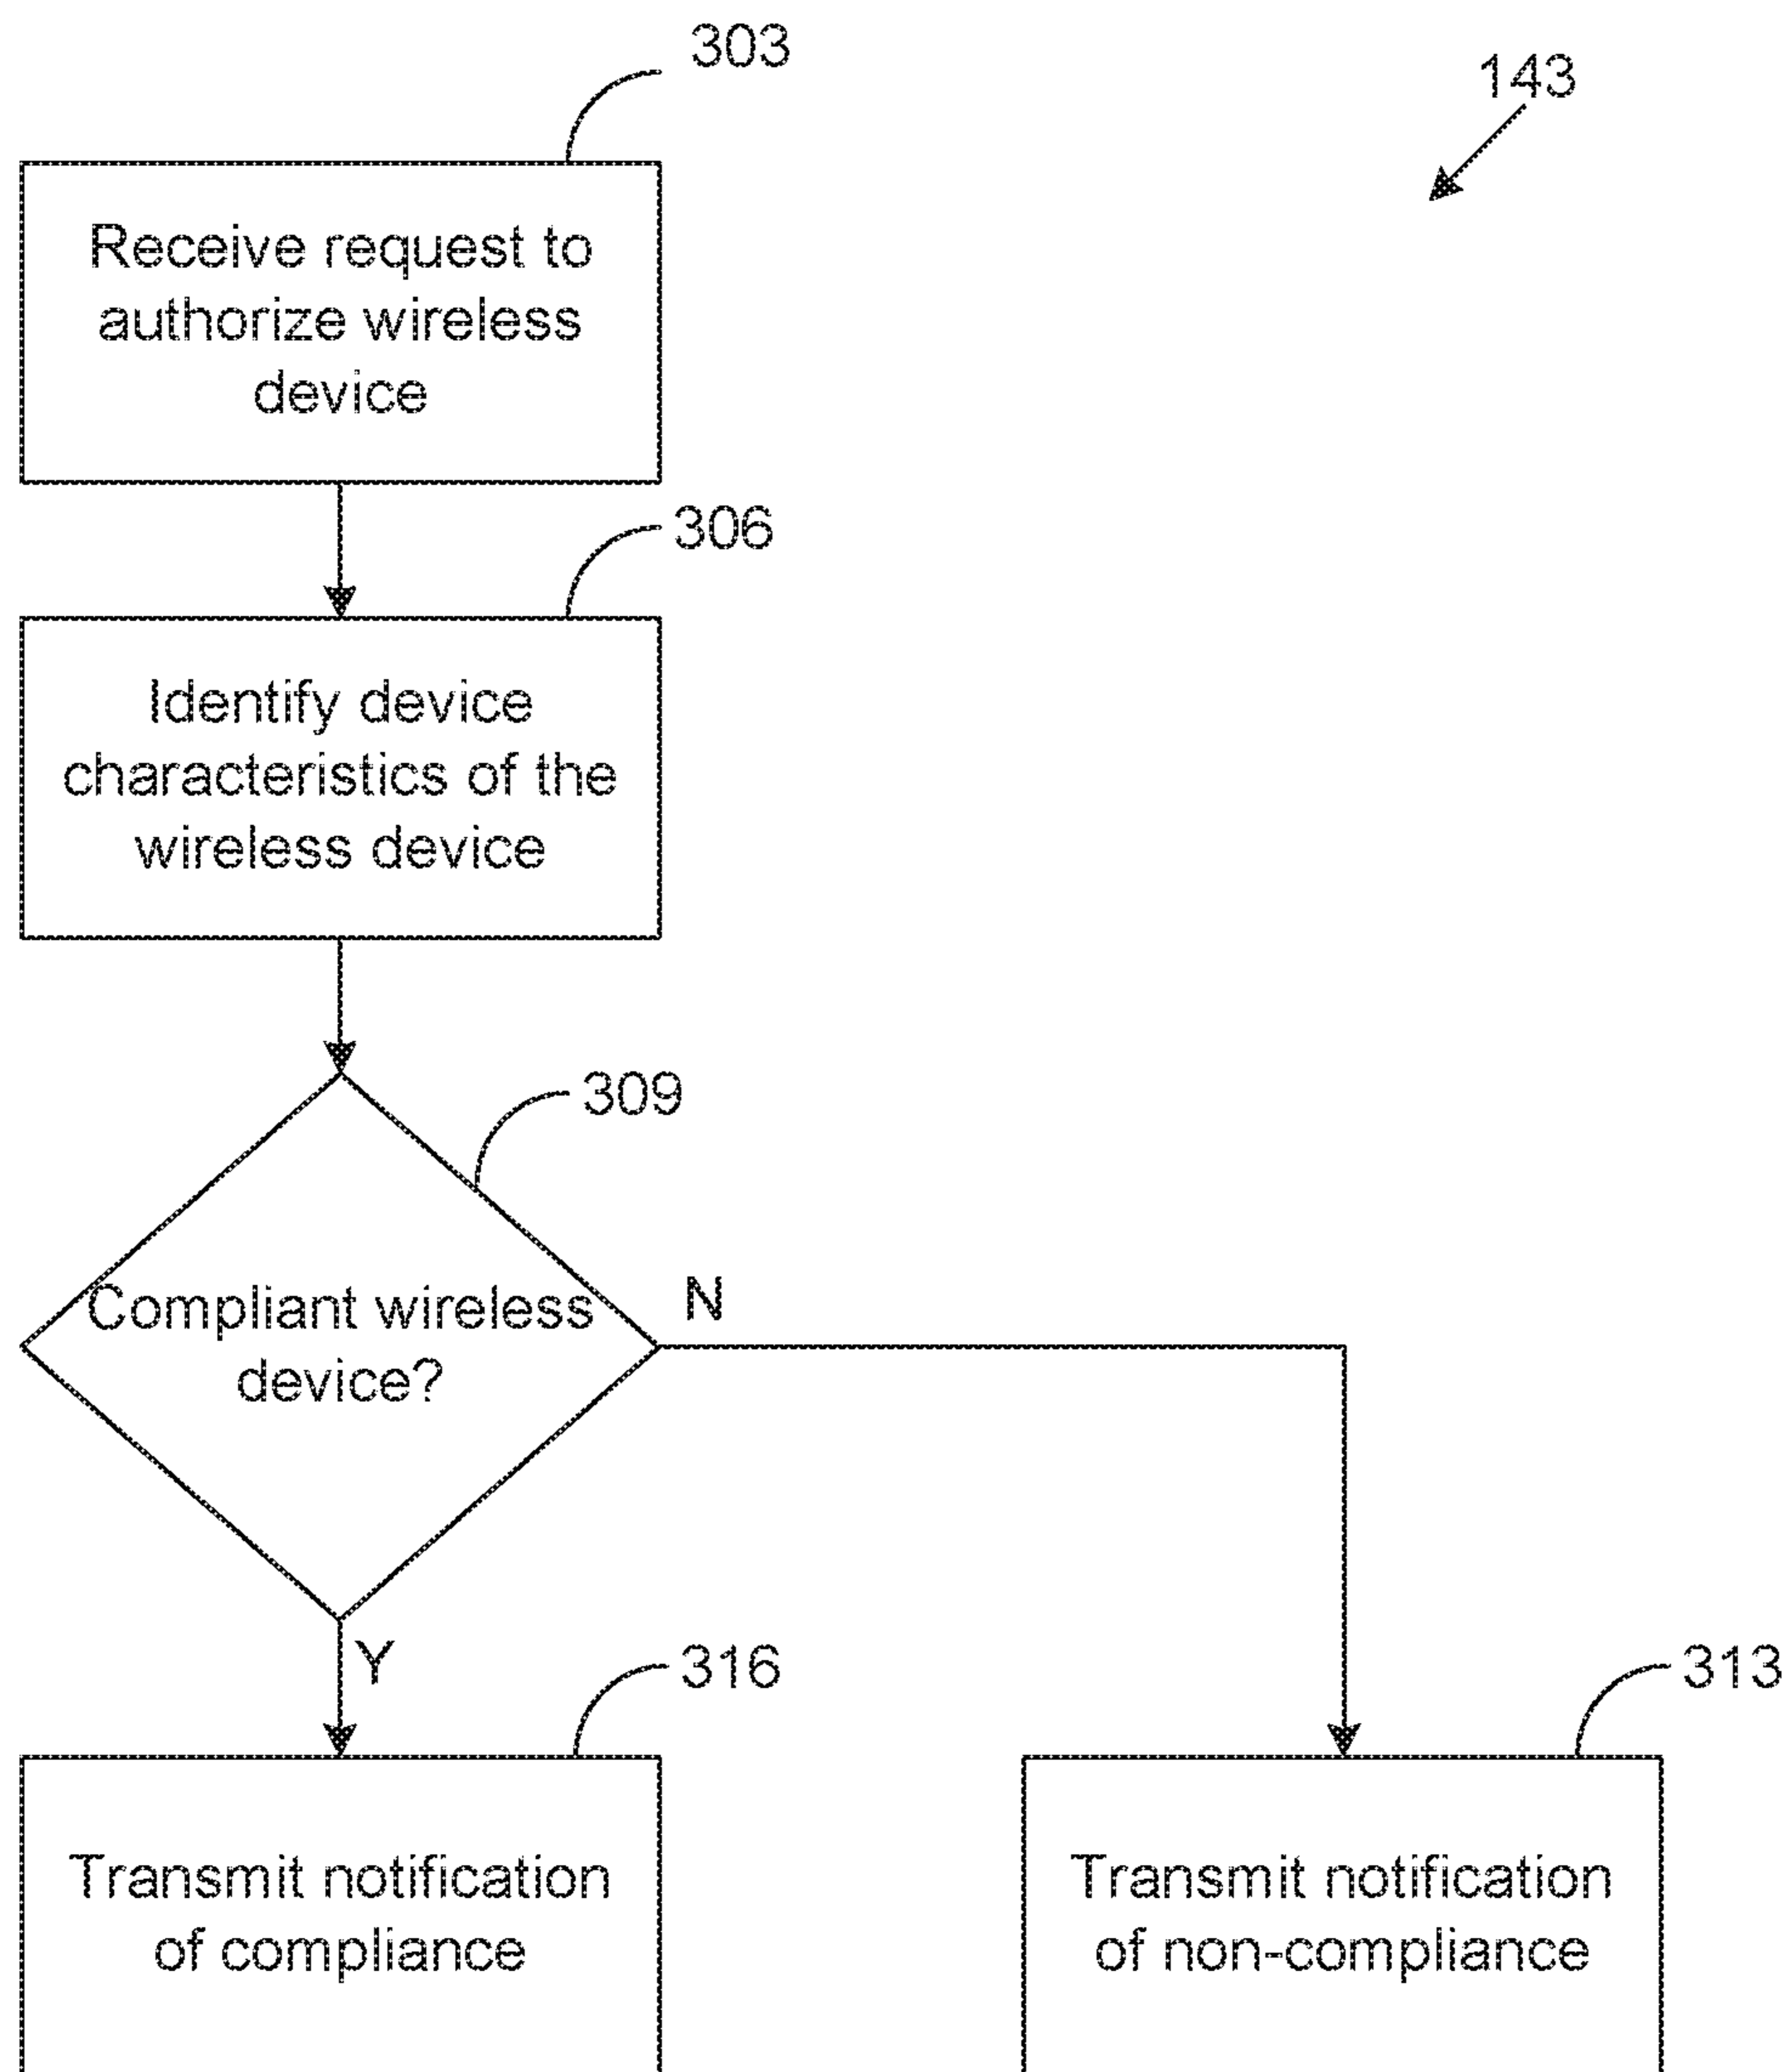 303
143
Receive request to
authorize wireless
device
306
Identify device
characteristics of the
wireless device
309
Compliant wireless
device?
N
Y
316
313
Transmit notification
of compliance
Transmit notification
of non-compliance